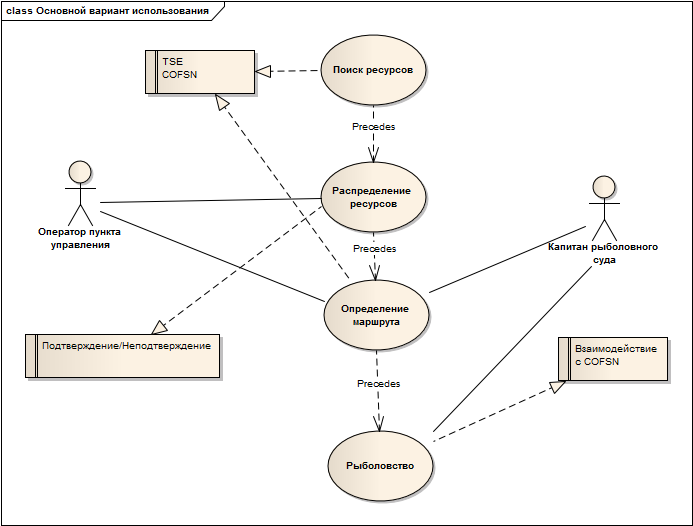 class Основной вариант использования
TSE
COFSN
Поиск ресурсов
Precedes
Распределение
ресурсов
Оператор пункта
управления
Капитан рыболовного
суда
Precedes
Определение
маршрута
Подтверждение/Неподтверждение
Взаимодействие
с COFSN
Precedes
Рыболовство